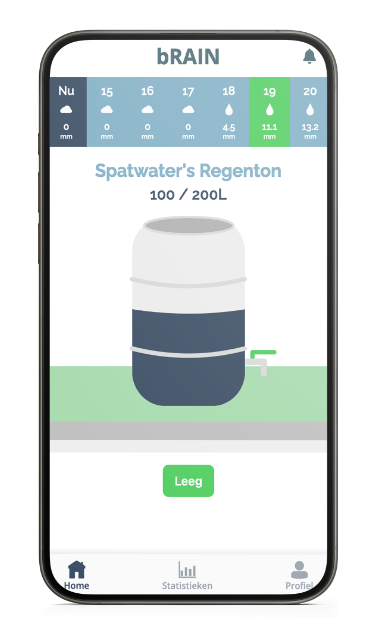 bRAIN
Nu 15 16 17 18 19 20
0 0 0 0 4.5 11.1 13.2
mm mm mm mm mm mm mm
Spatwater's Regenton
100 / 200L
Leeg
Home Statistieken Profiel